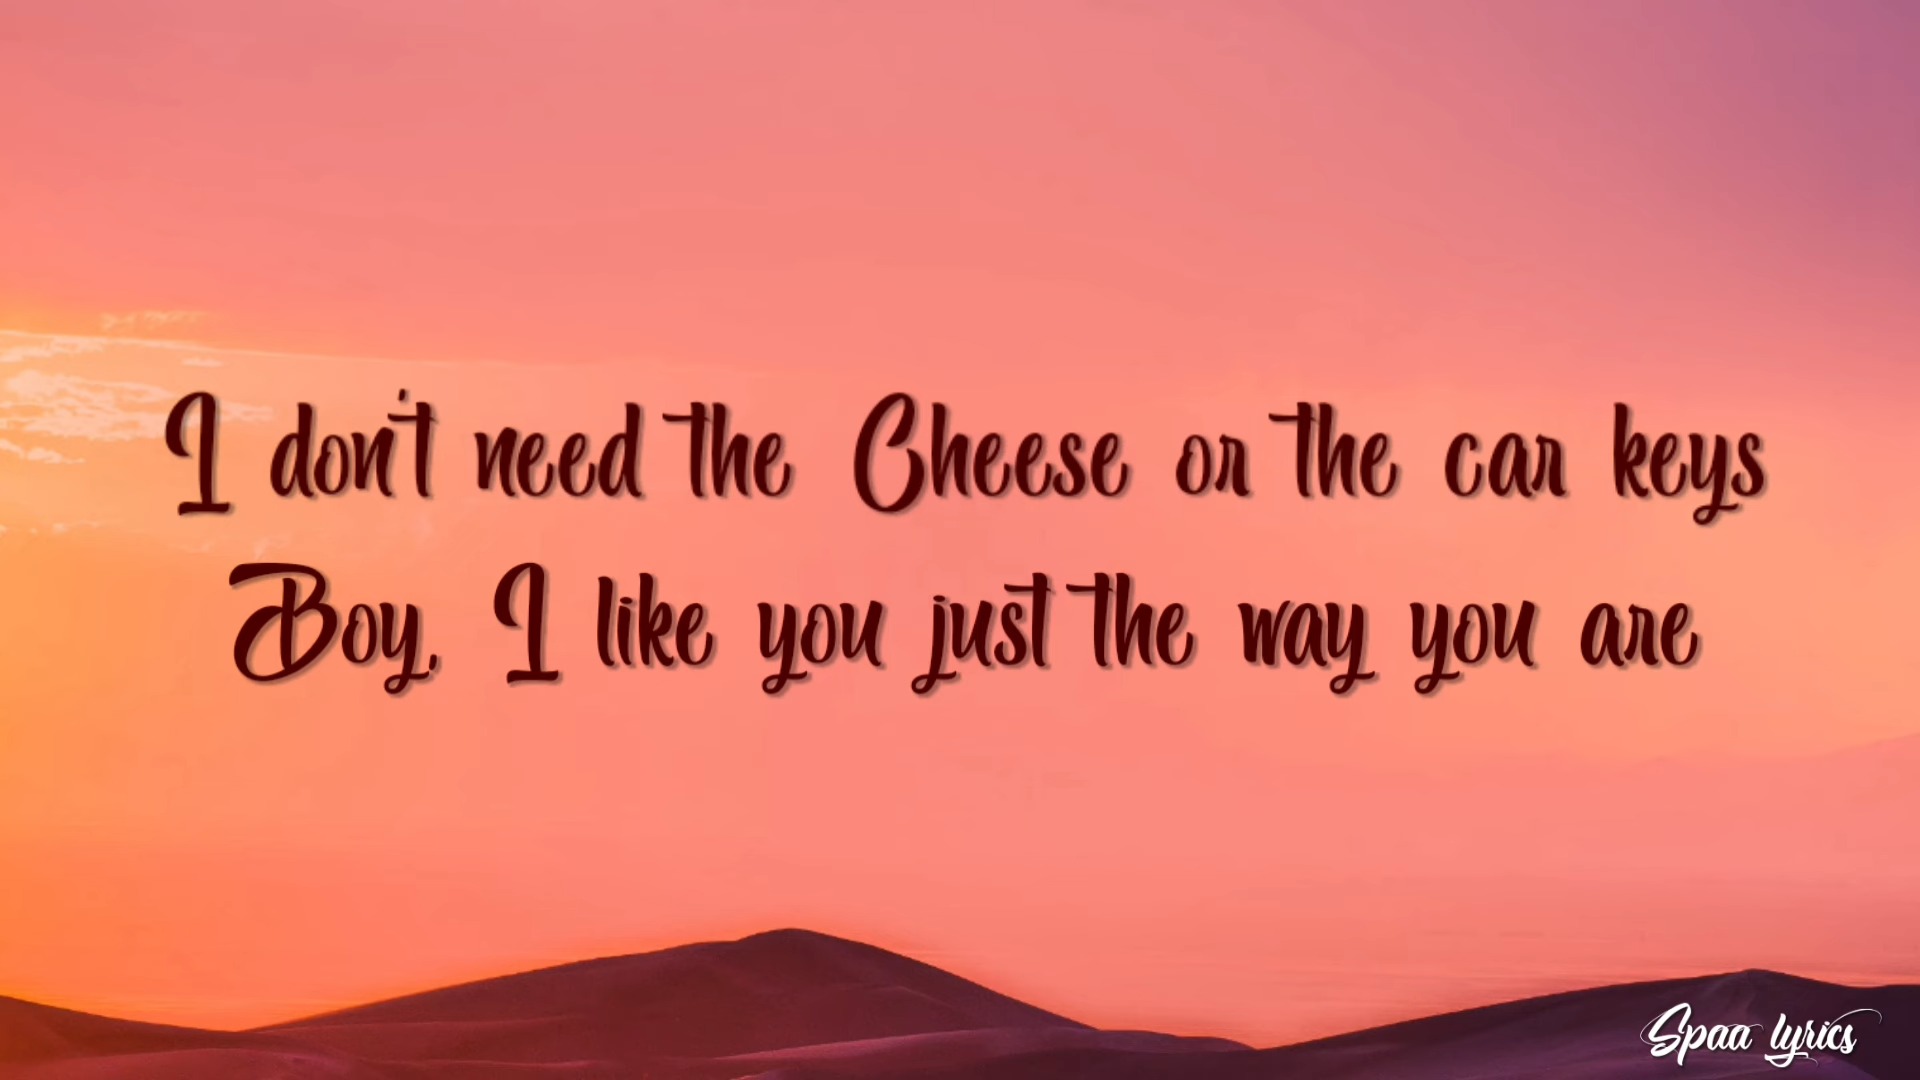 I don't need the Cheese or the car keys
Boy, I like you just the way you are
Spaa lyrics